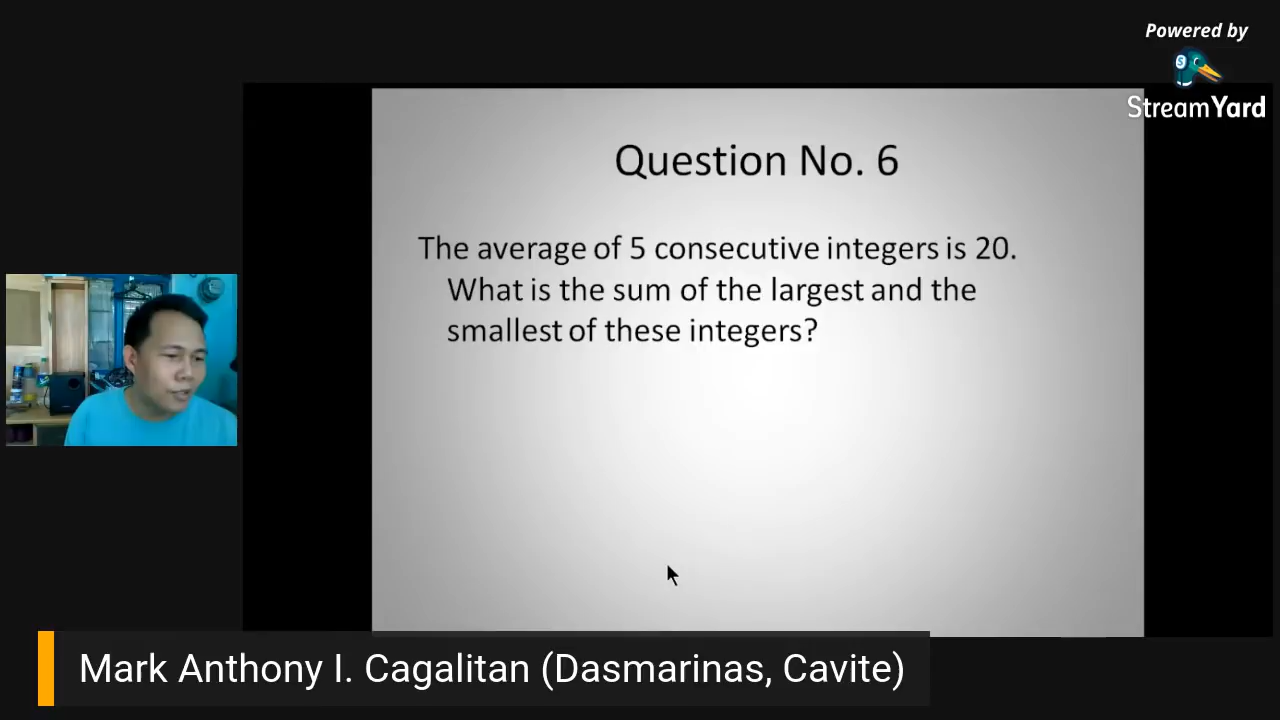 Powered by
StreamYard
Question No. 6
The average of 5 consecutive integers is 20.
What is the sum of the largest and the
smallest of these integers?
Mark Anthony I. Cagalitan (Dasmarinas, Cavite)